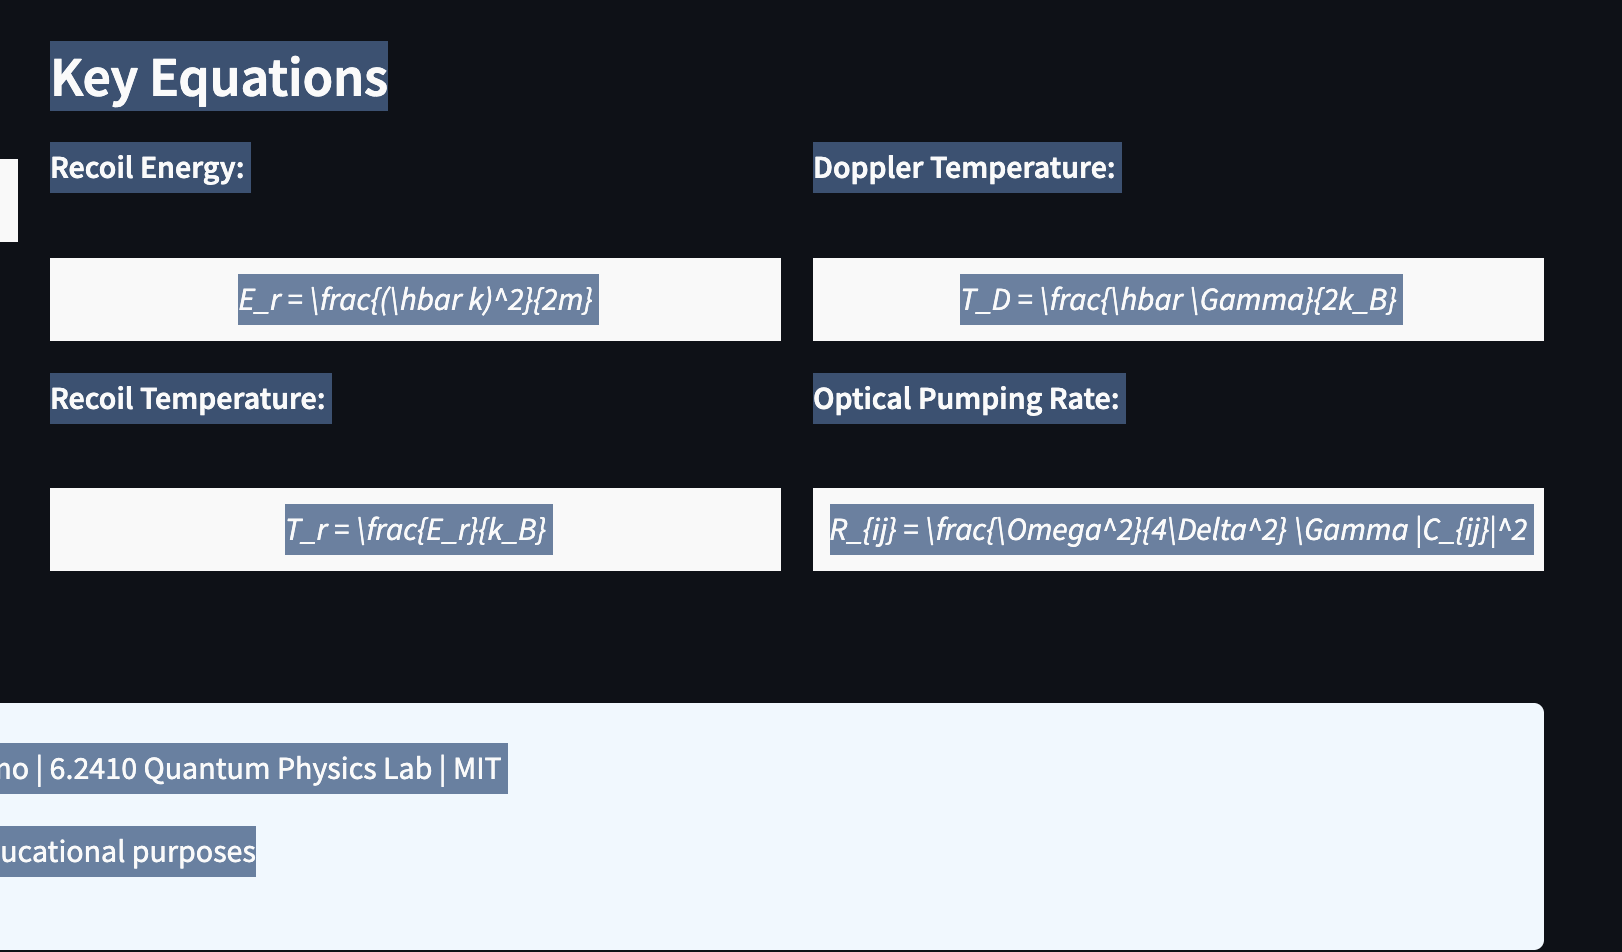 Key Equations
Recoil Energy:
E_r = \frac{(\hbar k)^2}{2m}
Recoil Temperature:
T_r = \frac{E_r}{k_B}
Doppler Temperature:
T_D = \frac{\hbar \Gamma}{2k_B}
Optical Pumping Rate:
R_{ij} = \frac{\Omega^2}{4\Delta^2} \Gamma |C_{ij}|^2
no | 6.2410 Quantum Physics Lab | MIT
ucational purposes